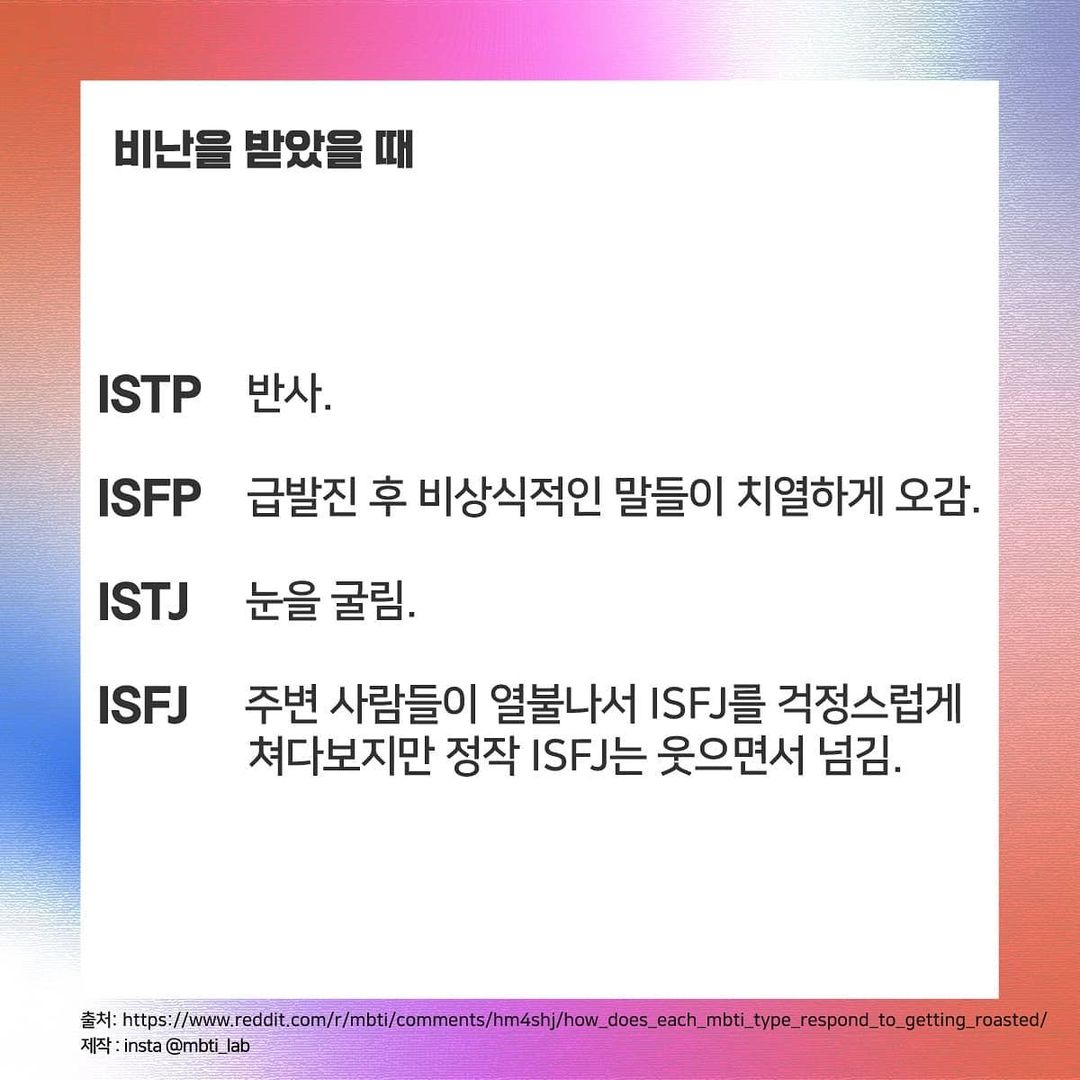 비난을 받았을 때
ISTP 반사.
ISFP 급발진 후 비상식적인 말들이 치열하게 오감.
ISTJ 눈을 굴림.
ISFJ 주변 사람들이 열불나서 ISFJ를 걱정스럽게
쳐다보지만 정작 ISFJ는 웃으면서 넘김.
출처: https://www.reddit.com/r/mbti/comments/hm4shj/how_does_each_mbti_type_respond_to_getting_roasted/
제작 : insta @mbti_lab